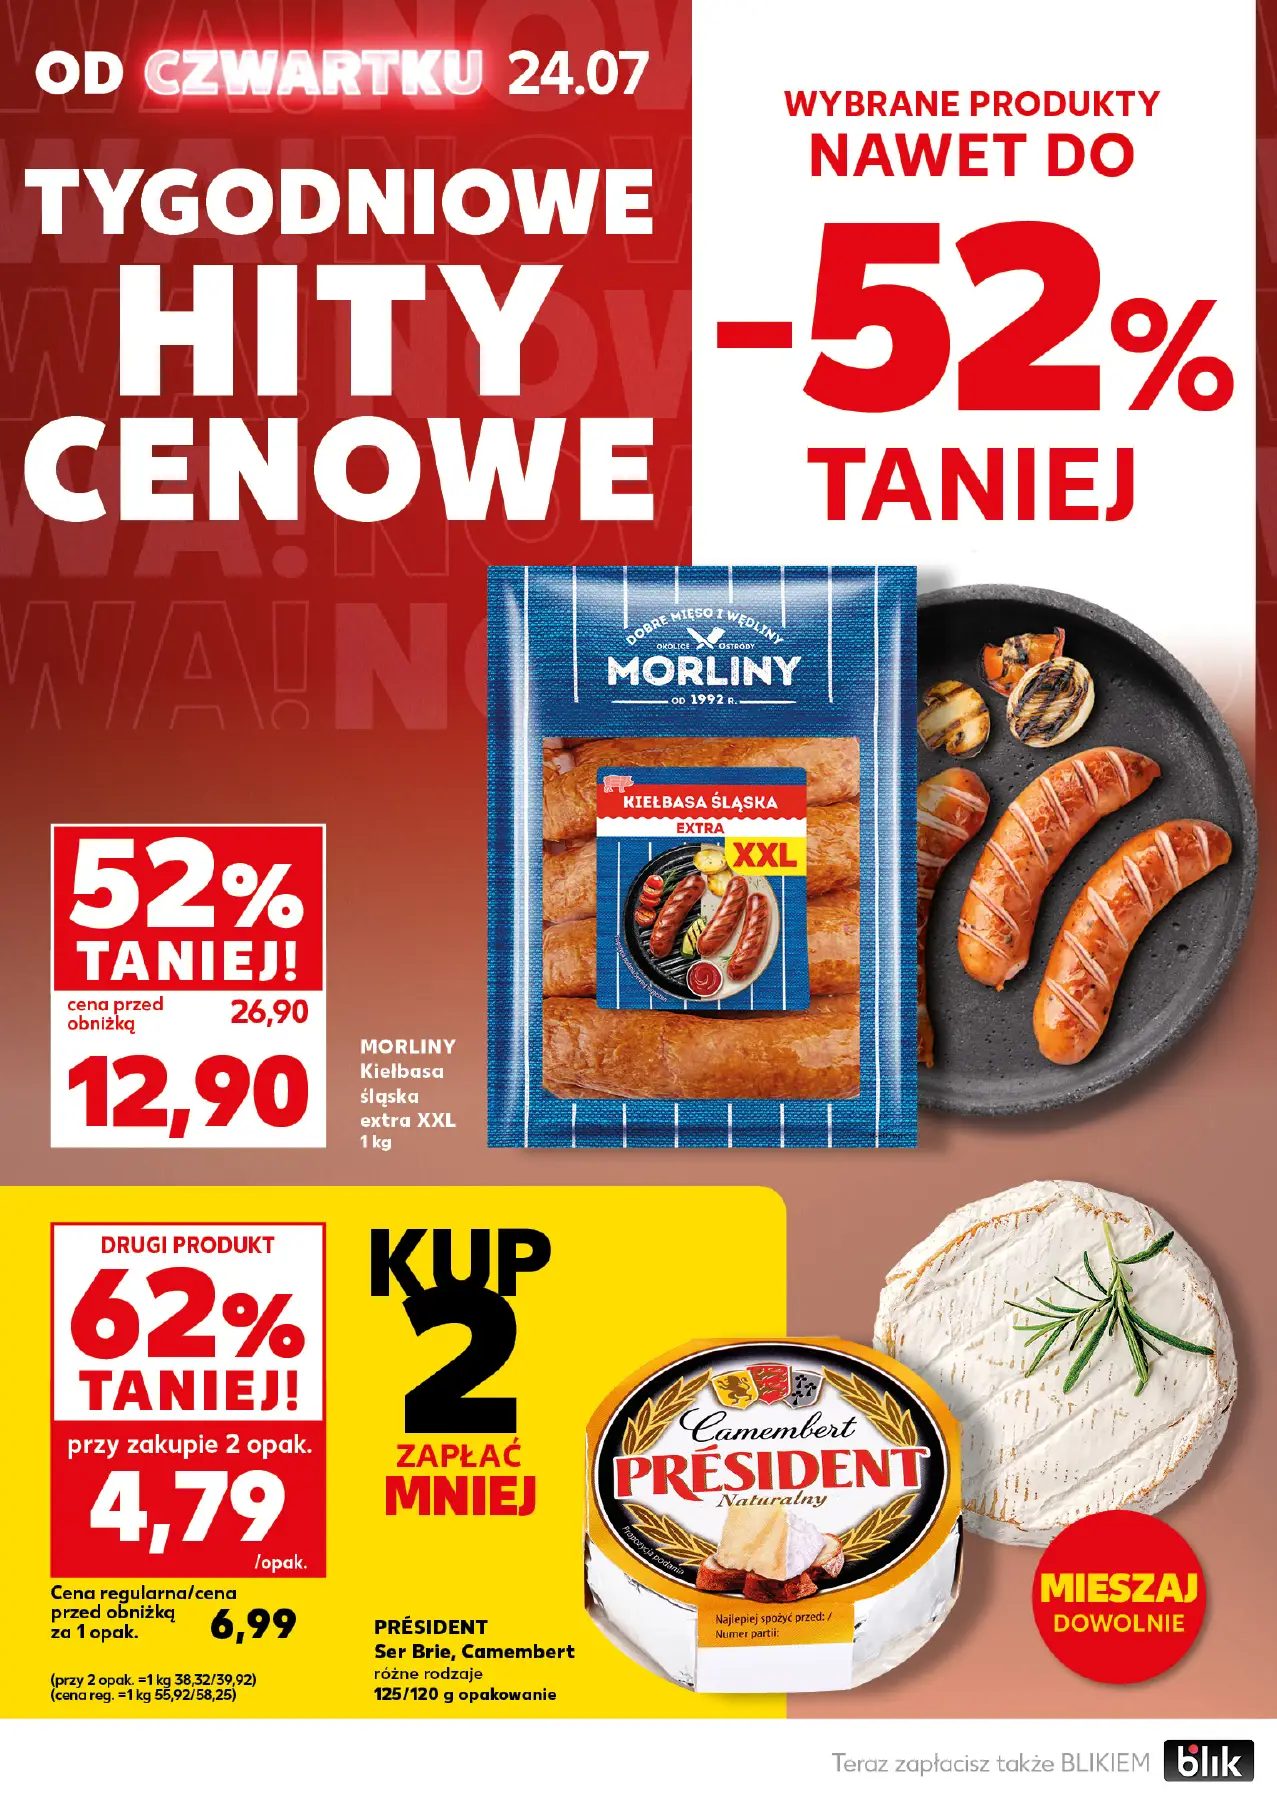 OD CZWARTKU 24.07
TYGODNIOWE
HITY
CENOWE
WYBRANE PRODUKTY
NAWET DO
-52%
TANIEJ
DOBRE MIĘSO I WĘDLINY
OKOLICE OSTRÓDY
MORLINY
OD 1992 R.
KIEŁBASA ŚLĄSKA
EXTRA
XXL
52%
TANIEJ!
cena przed
obniżką
26,90
12,90
MORLINY
Kiełbasa
śląska
extra XXL
1 kg
DRUGI PRODUKT
62%
TANIEJ!
przy zakupie 2 opak.
4,79
/opak.
Cena regularna/cena
przed obniżką
za 1 opak.
6,99
(przy 2 opak. =1 kg 38,32/39,92)
(cena reg. =1 kg 55,92/58,25)
KUP
2
ZAPŁAĆ
MNIEJ
PRÉSIDENT
Ser Brie, Camembert
różne rodzaje
125/120 g opakowanie
Camembert
PRÉSIDENT
Naturalny
Propozycja podania
Najlepiej spożyć przed: /
Numer partii:
MIESZAJ
DOWOLNIE
Teraz zapłacisz także BLIKIEM
blik
WA! NOW